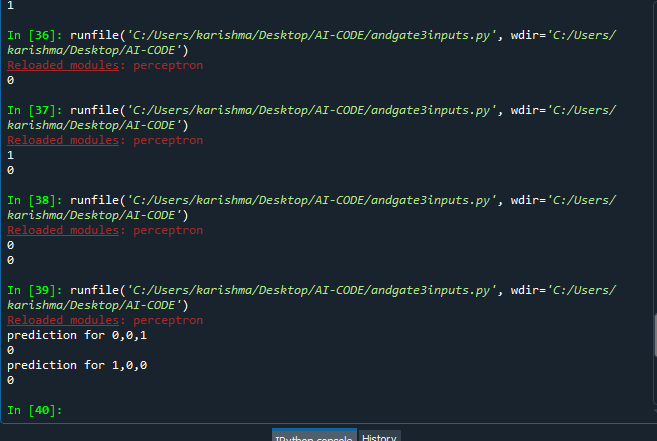 1
In [36]: runfile('C:/Users/karishma/Desktop/AI-CODE/andgate3inputs.py', wdir='C:/Users/
karishma/Desktop/AI-CODE')
Reloaded modules: perceptron
0
In [37]: runfile('C:/Users/karishma/Desktop/AI-CODE/andgate3inputs.py', wdir='C:/Users/
karishma/Desktop/AI-CODE')
Reloaded modules: perceptron
1
0
In [38]: runfile('C:/Users/karishma/Desktop/AI-CODE/andgate3inputs.py', wdir='C:/Users/
karishma/Desktop/AI-CODE')
Reloaded modules: perceptron
0
0
In [39]: runfile('C:/Users/karishma/Desktop/AI-CODE/andgate3inputs.py', wdir='C:/Users/
karishma/Desktop/AI-CODE')
Reloaded modules: perceptron
prediction for 0,0,1
0
prediction for 1,0,0
0
In [40]:
IPython console History